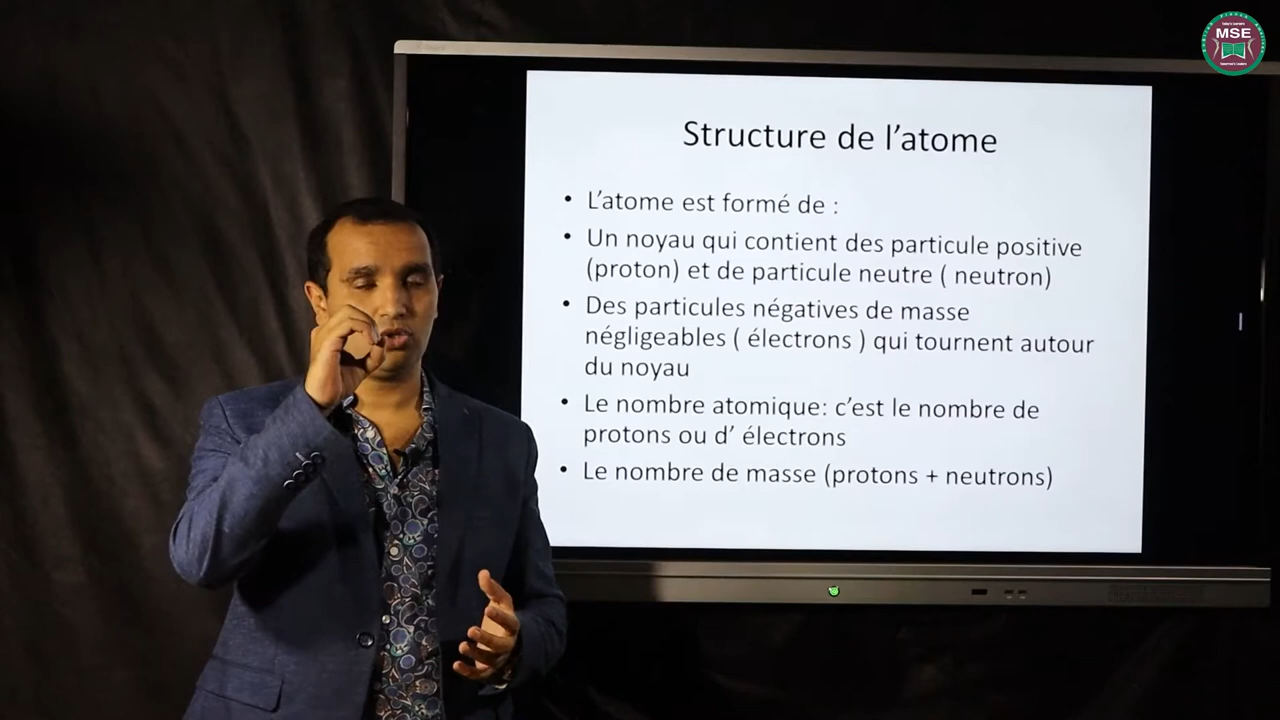 MSE
Structure de l'atome
• L'atome est formé de :
• Un noyau qui contient des particule positive
(proton) et de particule neutre ( neutron)
• Des particules négatives de masse
négligeables ( électrons ) qui tournent autour
du noyau
• Le nombre atomique: c'est le nombre de
protons ou d' électrons
• Le nombre de masse (protons + neutrons)